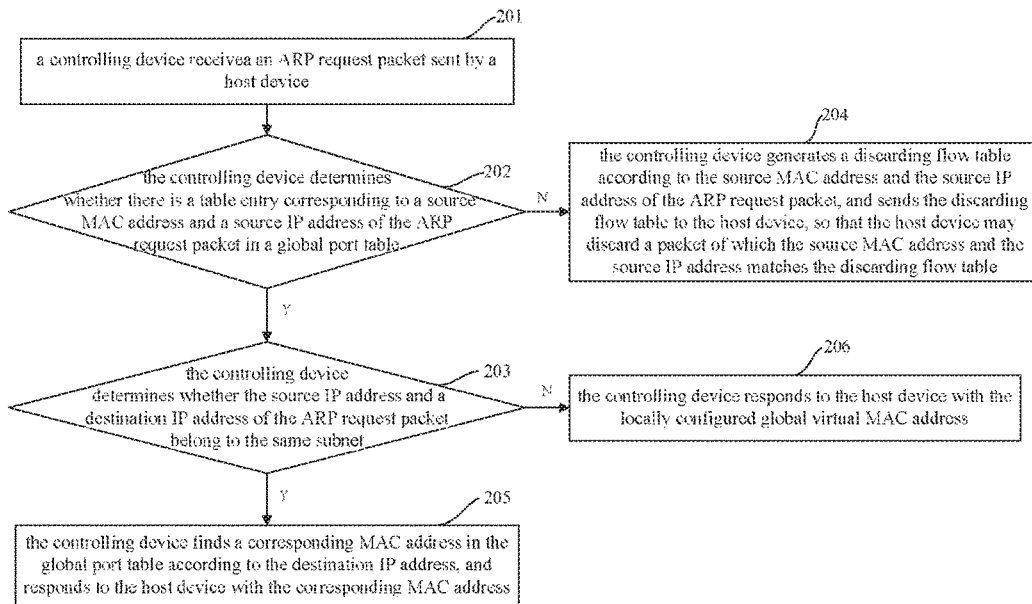 201
a controlling device receivea an ARP request packet sent by a
host device
202
the controlling device determines
whether there is a table entry corresponding to a source
MAC address and a source IP address of the ARP
request packet in a global port table
N
204
the controlling device generates a discarding flow table
according to the source MAC address and the source IP
address of the ARP request packet, and sends the discarding
flow table to the host device, so that the host device may
discard a packet of which the source MAC address and the
source IP address matches the discarding flow table
Y
203
the controlling device
determines whether the source IP address and a
destination IP address of the ARP request packet
belong to the same subnet
N
206
the controlling device responds to the host device with the
locally configured global virtual MAC address
Y
205
the controlling device finds a corresponding MAC address in the
global port table according to the destination IP address, and
responds to the host device with the corresponding MAC address